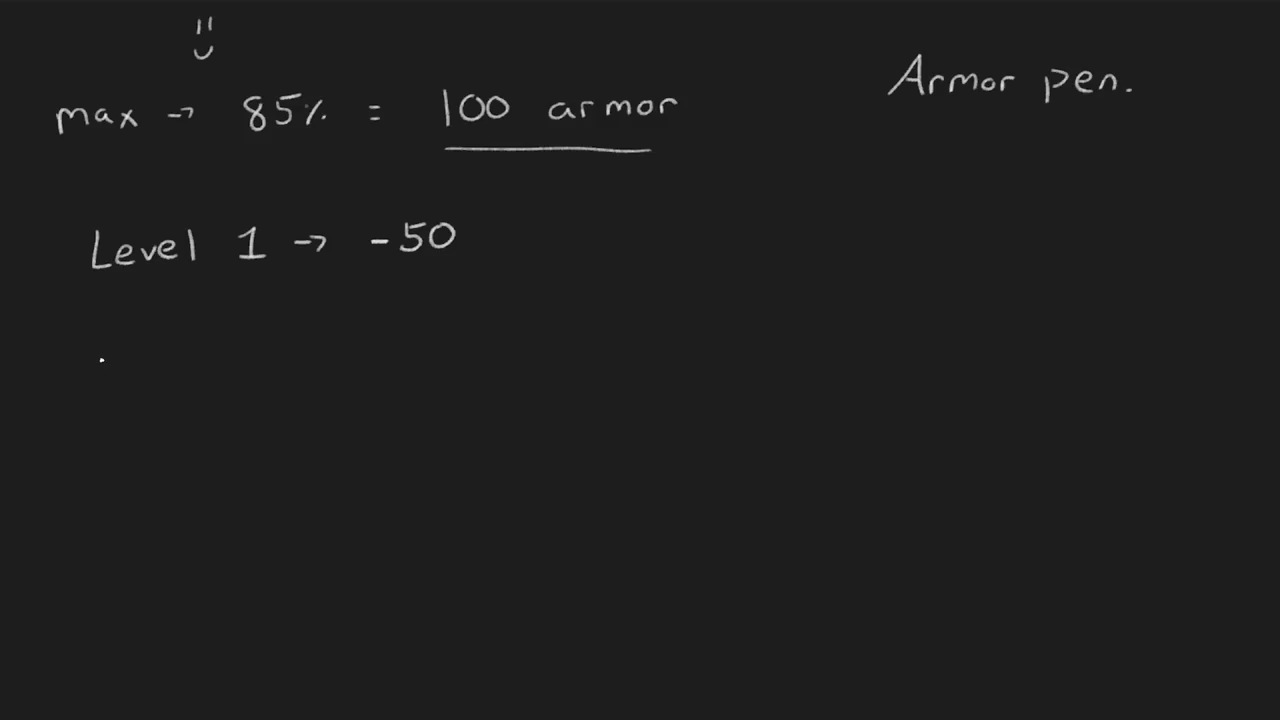 max → 85% = 100 armor
Armor pen.
Level 1 → -50